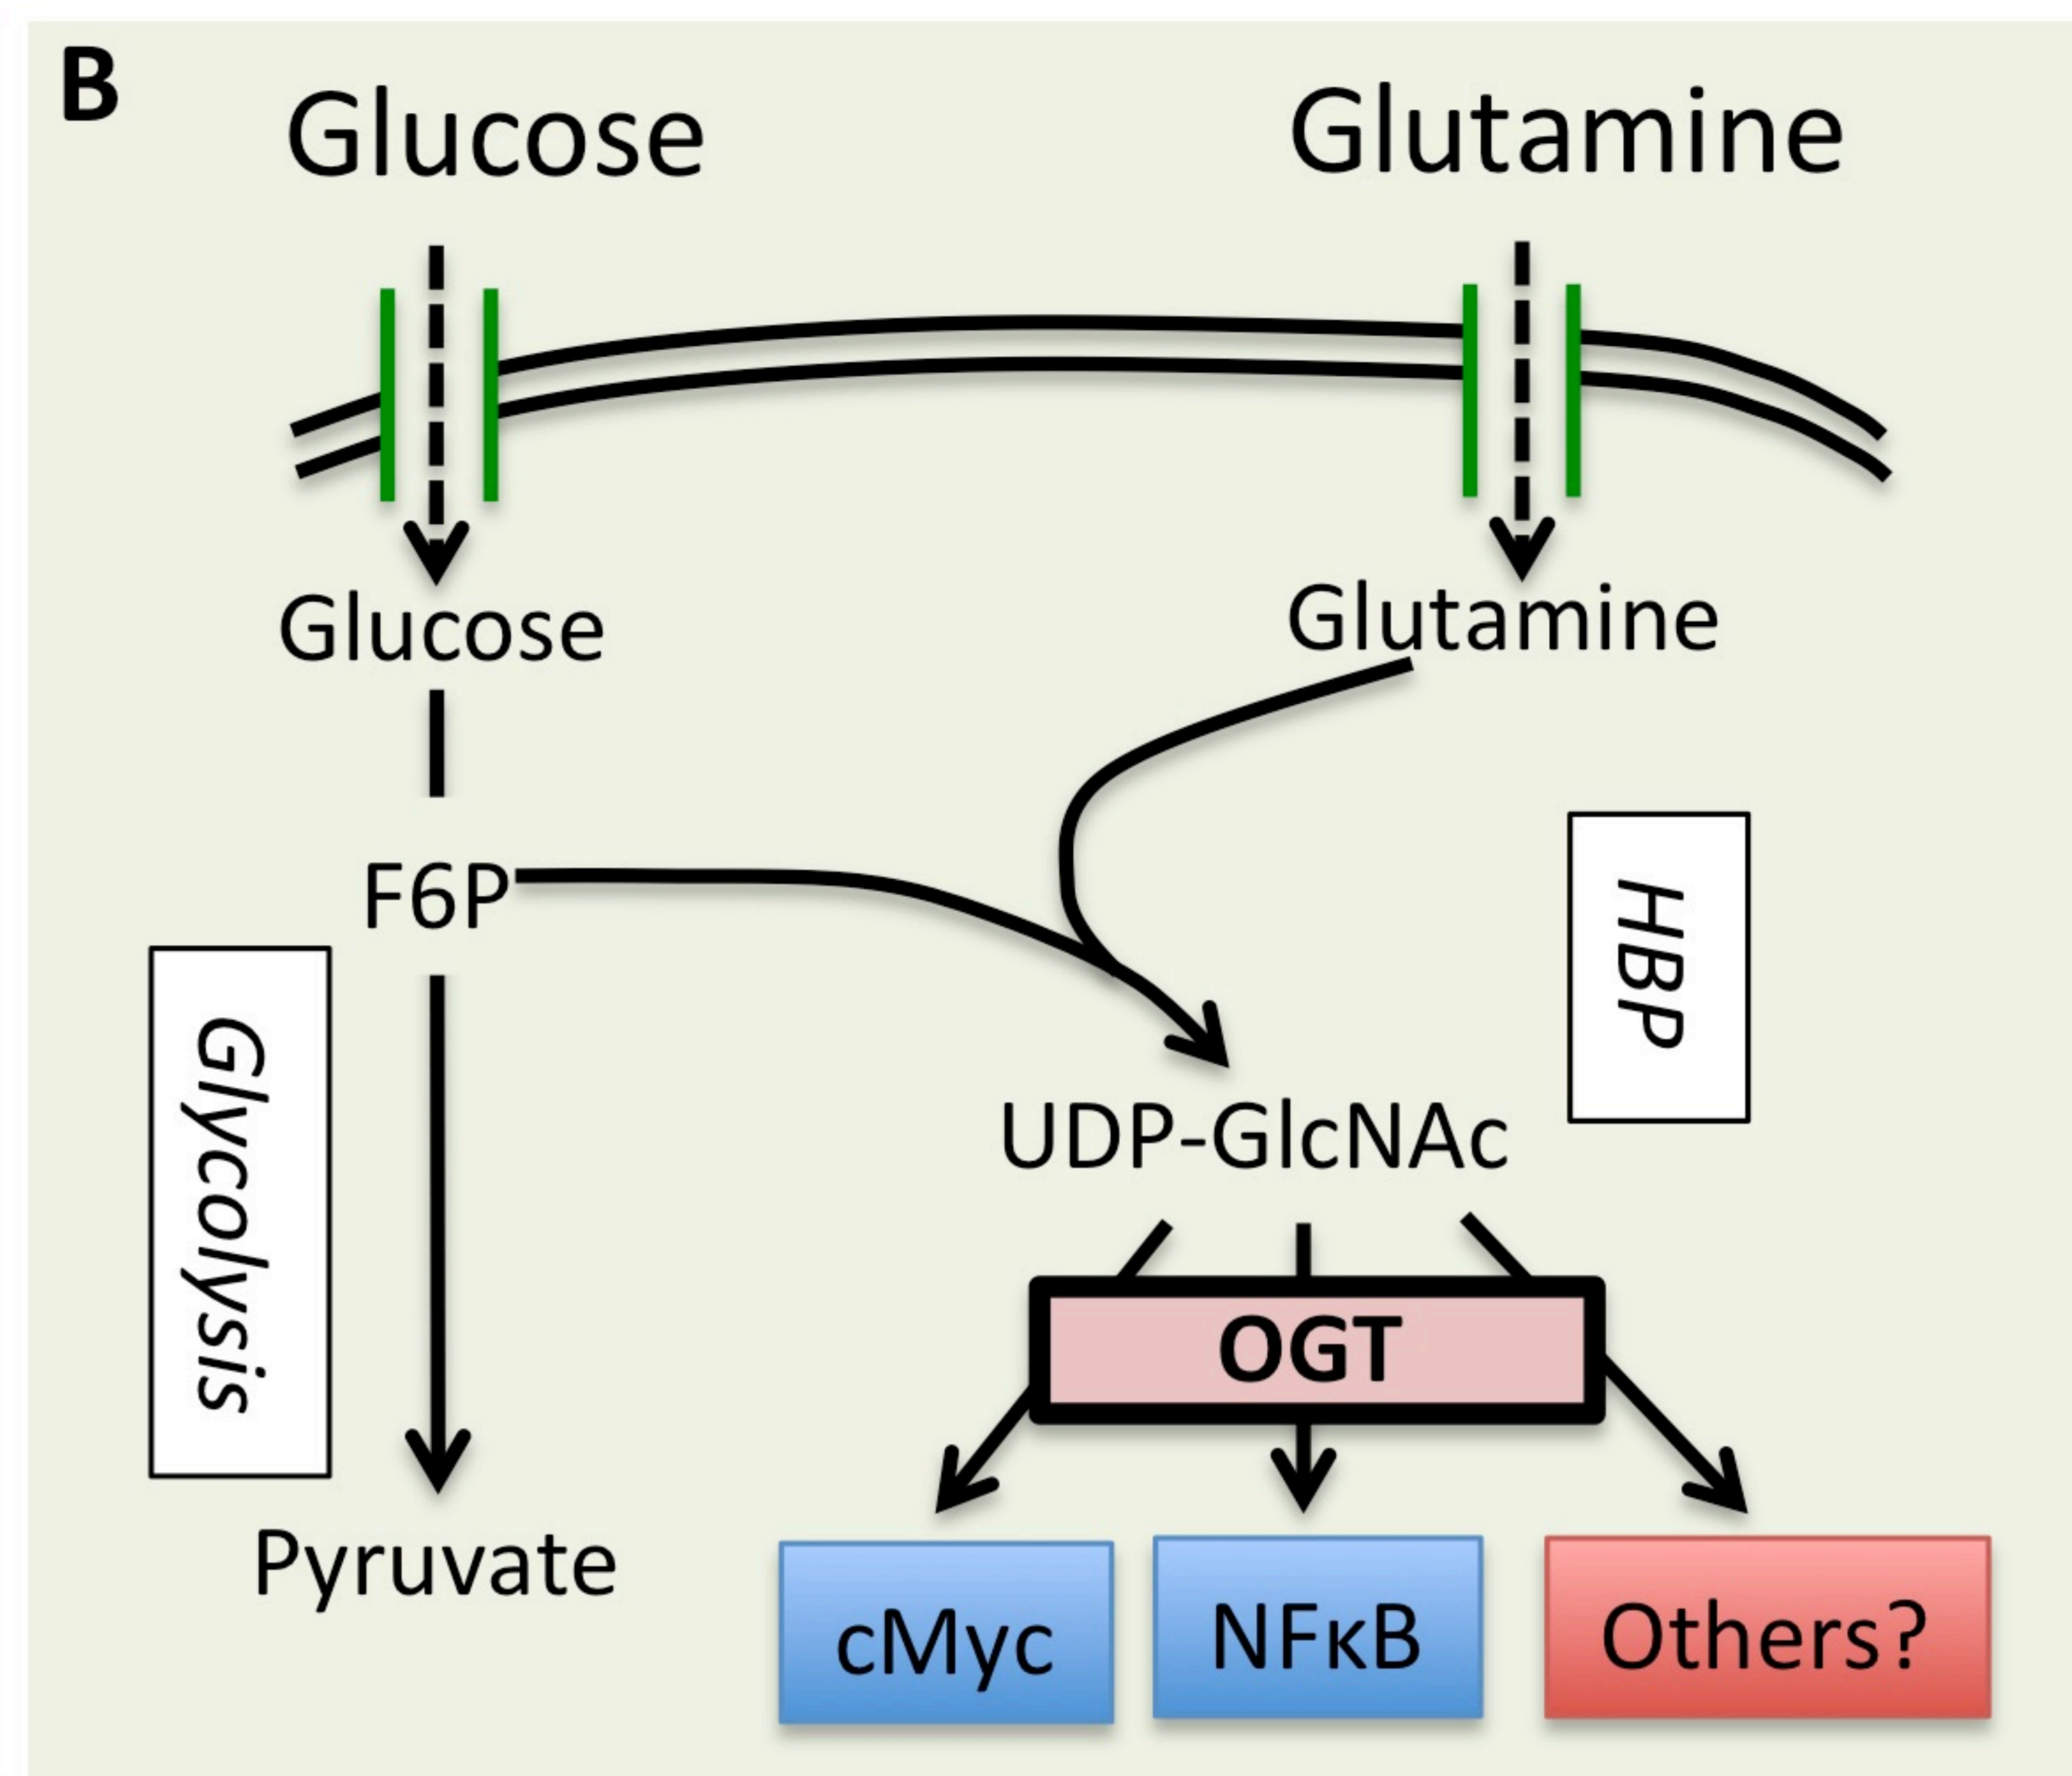 B
Glucose
Glutamine
Glucose
Glutamine
F6P
HBP
Glycolysis
UDP-GlcNAc
OGT
Pyruvate
cMyc
NFκB
Others?